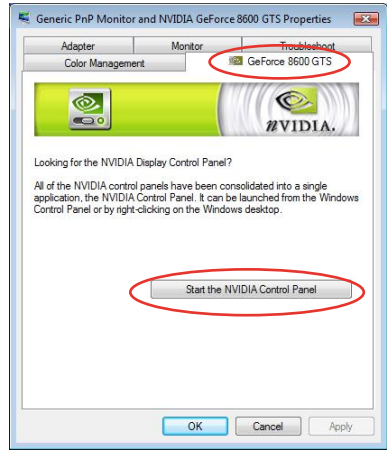 Generic PnP Monitor and NVIDIA GeForce 8600 GTS Properties
Adapter Monitor Troubleshoot
Color Management GeForce 8600 GTS
NVIDIA.
Looking for the NVIDIA Display Control Panel?
All of the NVIDIA control panels have been consolidated into a single
application, the NVIDIA Control Panel. It can be launched from the Windows
Control Panel or by right-clicking on the Windows desktop.
Start the NVIDIA Control Panel
OK Cancel Apply